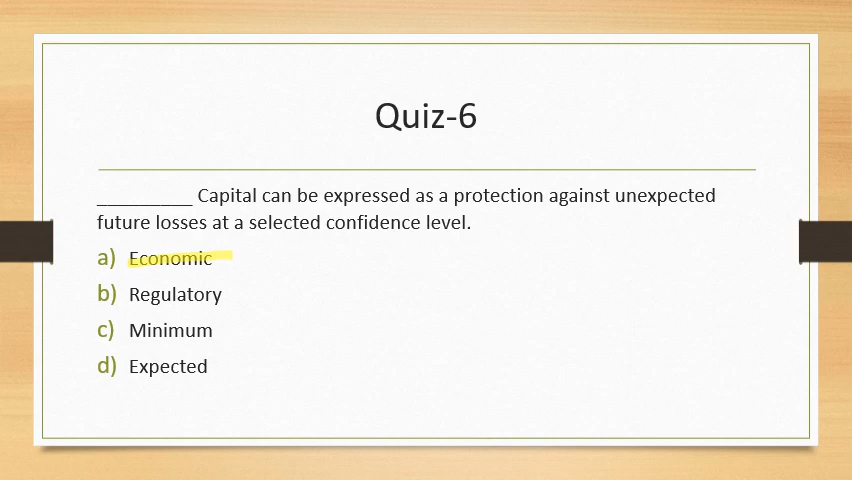 Quiz-6
_________ Capital can be expressed as a protection against unexpected
future losses at a selected confidence level.
a) Economic
b) Regulatory
c) Minimum
d) Expected